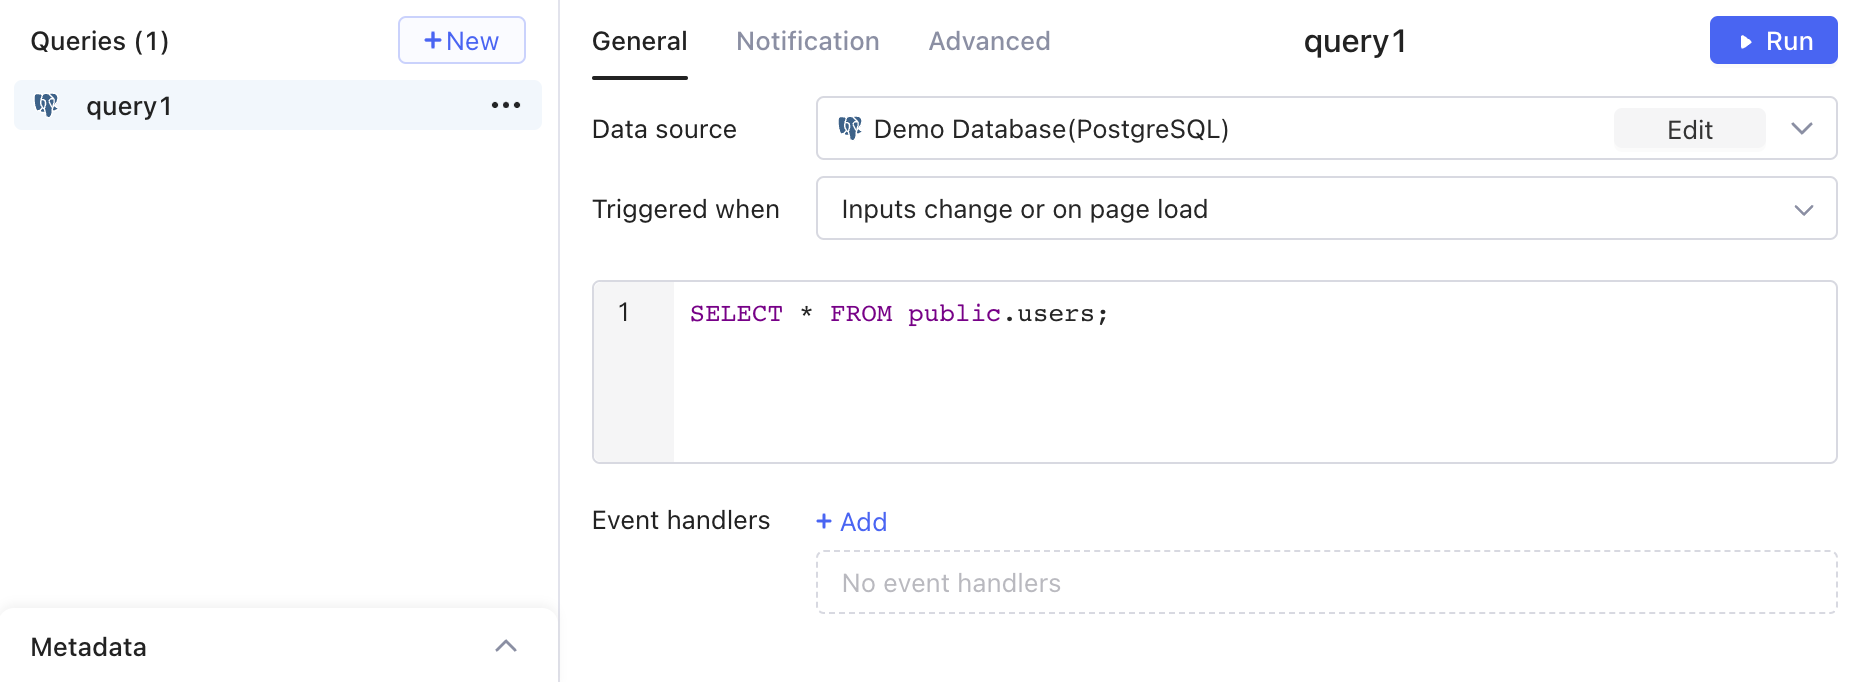 Queries (1)
+ New
query1
General
Notification
Advanced
query1
Run
Data source
Demo Database(PostgreSQL)
Edit
Triggered when
Inputs change or on page load
1
SELECT * FROM public.users;
Event handlers
+ Add
No event handlers
Metadata